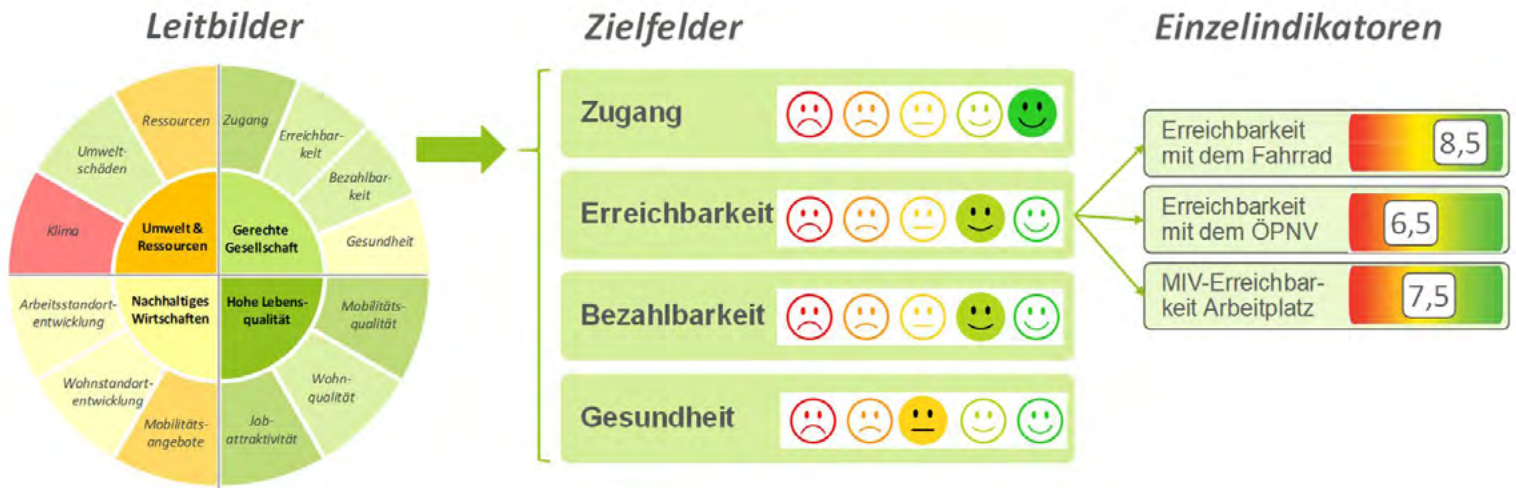 Leitbilder
Ressourcen
Zugang
Umwelt-
schäden
Erreichbar-
keit
Klima
Bezahlbar-
keit
Umwelt &
Ressourcen
Gerechte
Gesellschaft
Gesundheit
Arbeitsstandort-
entwicklung
Nachhaltiges
Wirtschaften
Hohe Lebens-
qualität
Mobilitäts-
qualität
Wohnstandort-
entwicklung
Wohn-
qualität
Mobilitäts-
angebote
Job-
attraktivität
Zielfelder
Zugang
Erreichbarkeit
Bezahlbarkeit
Gesundheit
Einzelindikatoren
Erreichbarkeit
mit dem Fahrrad
8,5
Erreichbarkeit
mit dem ÖPNV
6,5
MIV-Erreichbar-
keit Arbeitplatz
7,5